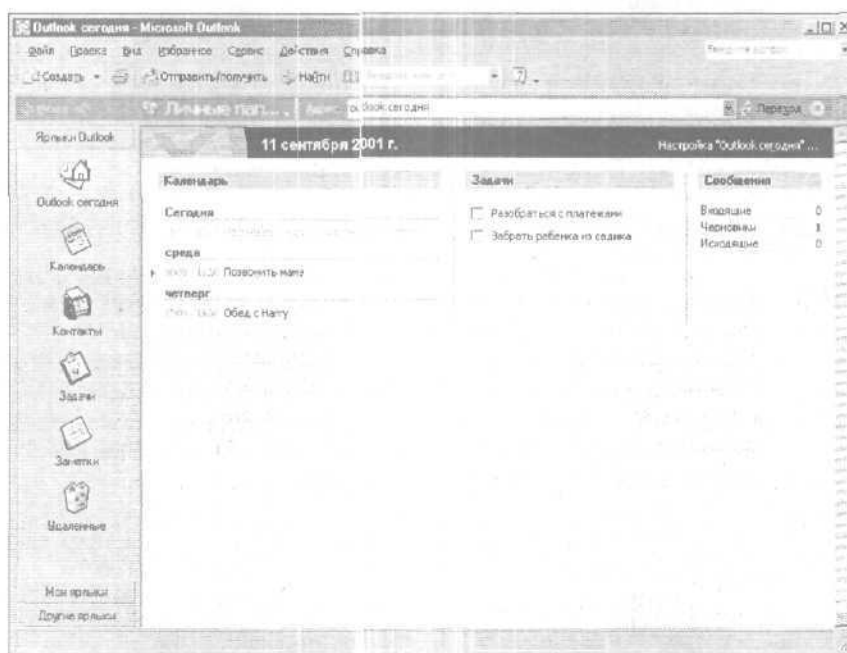 Outlook сегодня - Microsoft Outlook
Файл Правка Вид Избранное Сервис Действия Справка
Создать Отправить/получить Найти
Личные пап... Outlook сегодня Переход
Ярлыки Outlook
11 сентября 2001 г. Настройка "Outlook сегодня" ...
Outlook сегодня
Календарь
Контакты
Задачи
Заметки
Удаленные
Мои ярлыки
Другие ярлыки
Календарь
Сегодня
среда
Позвонить маме
четверг
Обед с Harry
Задачи
Разобраться с платежами
Забрать ребенка из садика
Сообщения
Входящие 0
Черновики 1
Исходящие 0